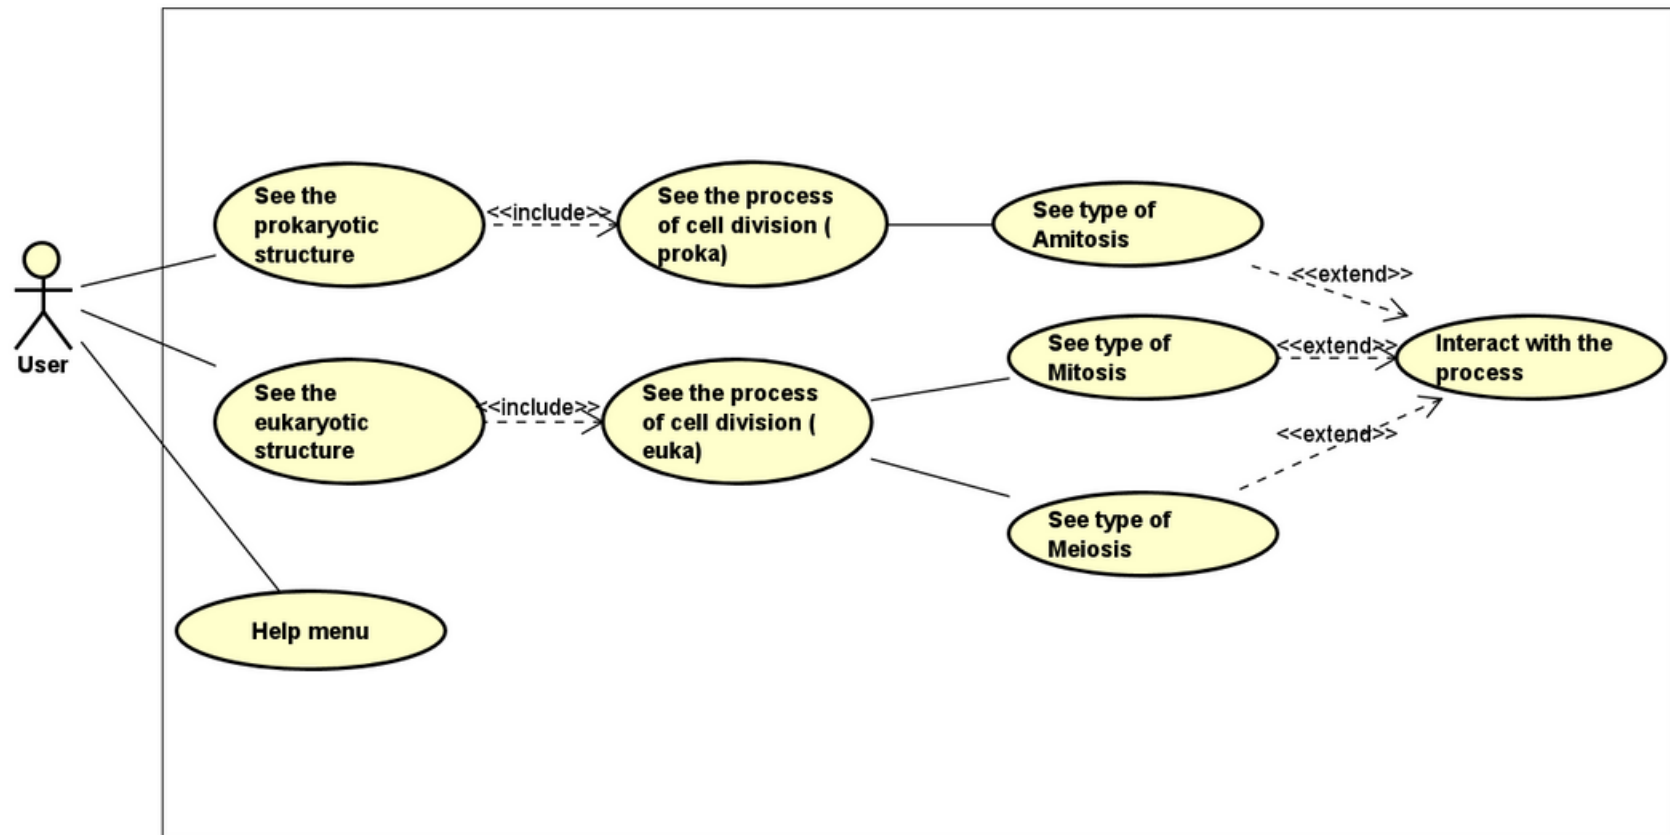 See the
prokaryotic
structure
<<include>>
See the process
of cell division (
proka)
See type of
Amitosis
<<extend>>
User
See the
eukaryotic
structure
<<include>>
See the process
of cell division (
euka)
See type of
Mitosis
<<extend>>
Interact with the
process
<<extend>>
See type of
Meiosis
Help menu